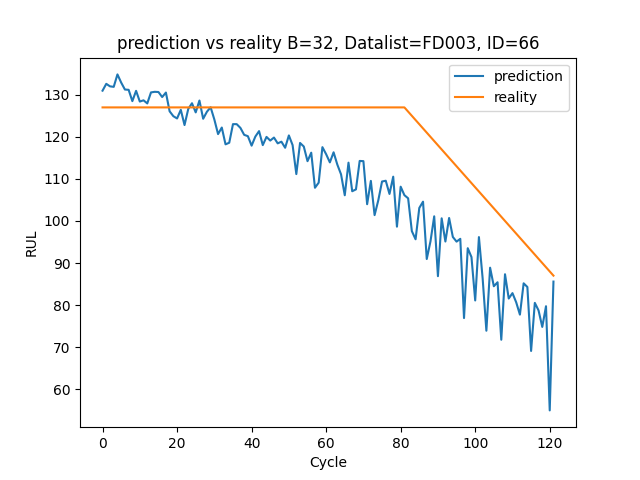 prediction vs reality B=32, Datalist=FD003, ID=66
prediction
reality
130
120
110
100
90
80
70
60
RUL
0 20 40 60 80 100 120
Cycle